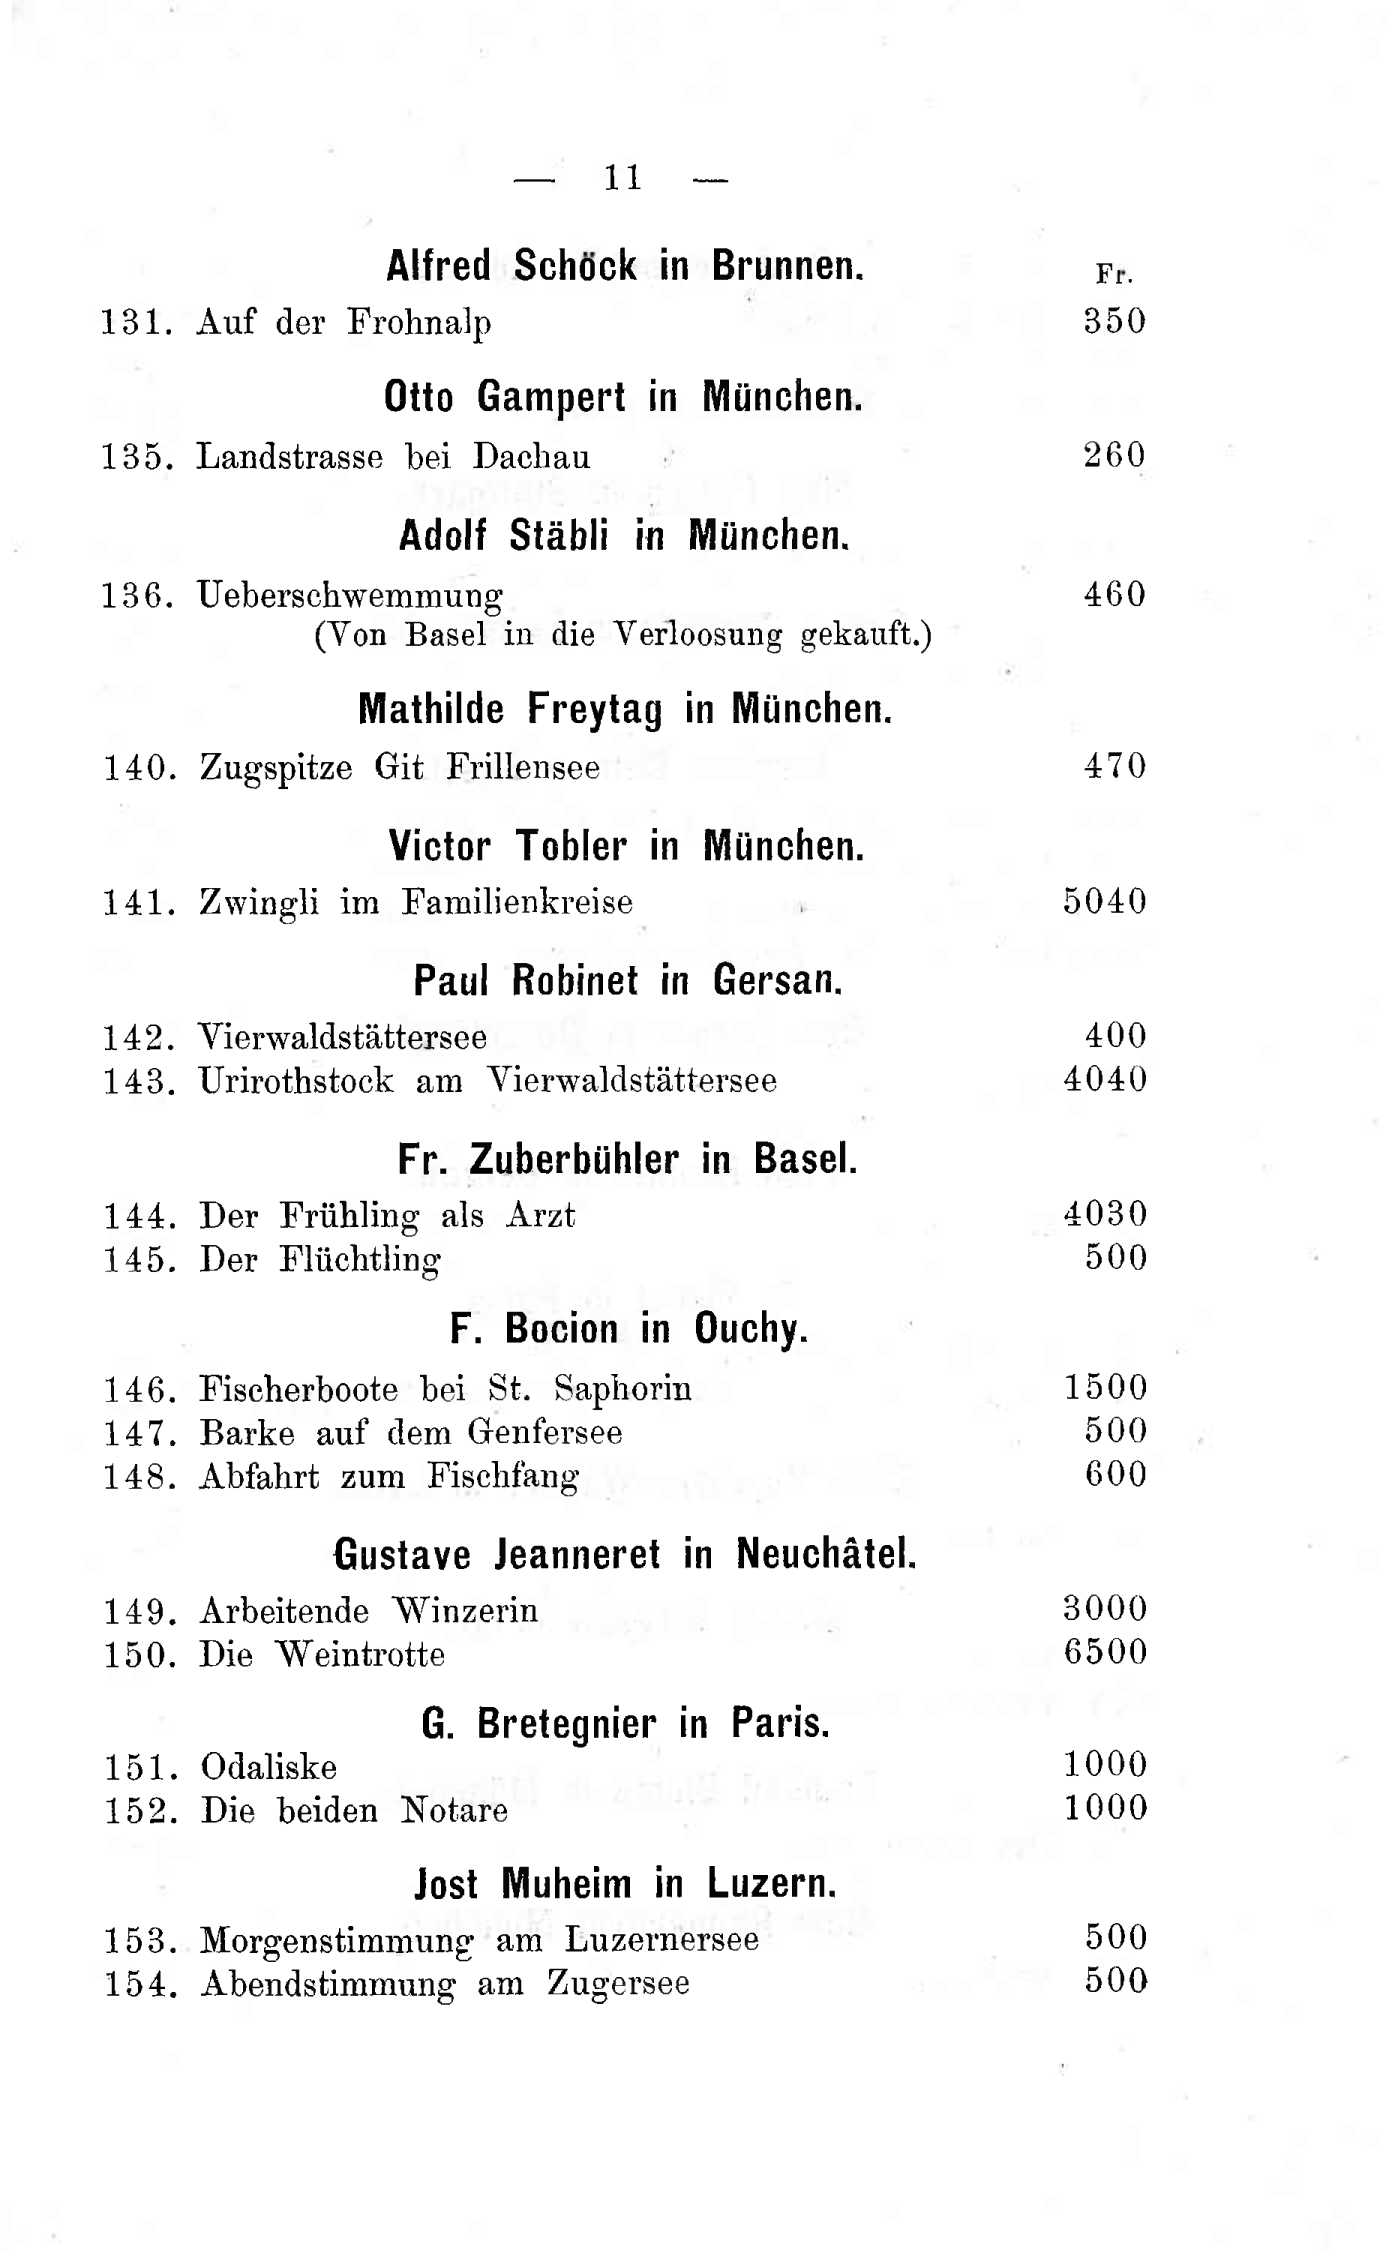 — 11 —
Alfred Schöck in Brunnen. Fr.
131. Auf der Frohnalp 350
Otto Gampert in München.
135. Landstrasse bei Dachau 260
Adolf Stäbli in München.
136. Ueberschwemmung 460
(Von Basel in die Verloosung gekauft.)
Mathilde Freytag in München.
140. Zugspitze Git Frillensee 470
Victor Tobler in München.
141. Zwingli im Familienkreise 5040
Paul Robinet in Gersan.
142. Vierwaldstättersee 400
143. Urirothstock am Vierwaldstättersee 4040
Fr. Zuberbühler in Basel.
144. Der Frühling als Arzt 4030
145. Der Flüchtling 500
F. Bocion in Ouchy.
146. Fischerboote bei St. Saphorin 1500
147. Barke auf dem Genfersee 500
148. Abfahrt zum Fischfang 600
Gustave Jeanneret in Neuchâtel.
149. Arbeitende Winzerin 3000
150. Die Weintrotte 6500
G. Bretegnier in Paris.
151. Odaliske 1000
152. Die beiden Notare 1000
Jost Muheim in Luzern.
153. Morgenstimmung am Luzernersee 500
154. Abendstimmung am Zugersee 500